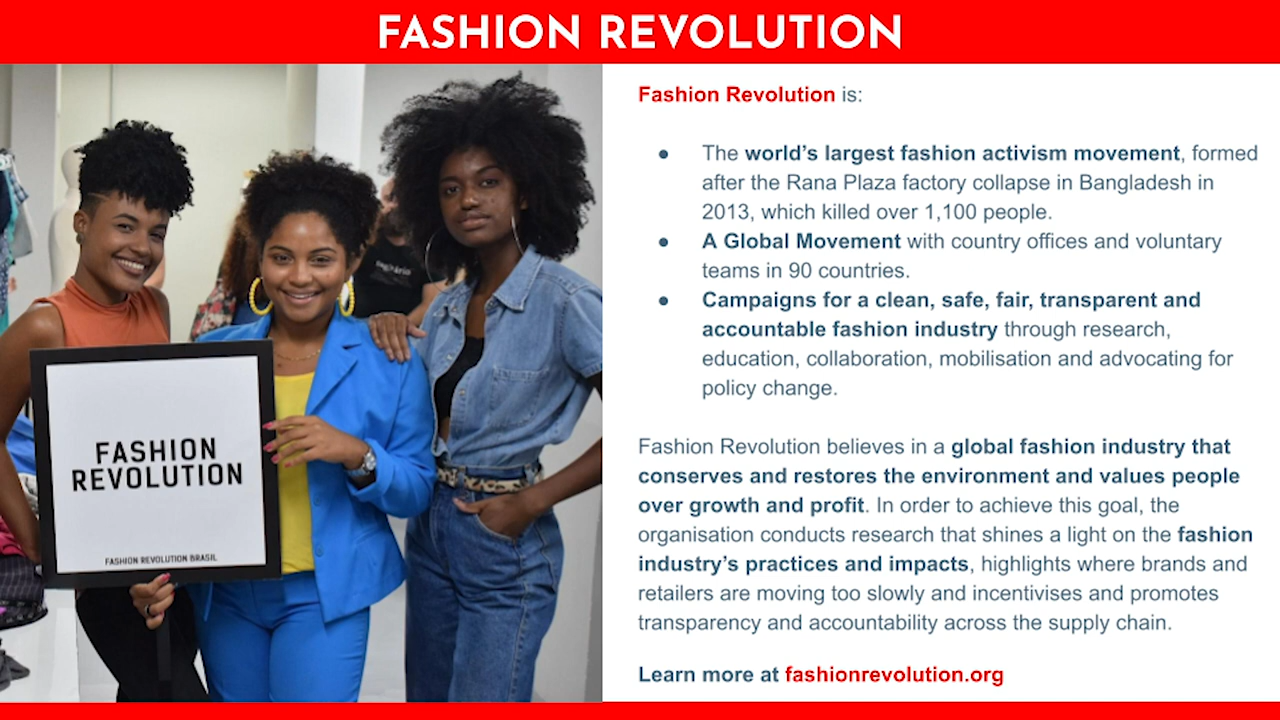 FASHION REVOLUTION
FASHION
REVOLUTION
FASHION REVOLUTION BRASIL
Fashion Revolution is:
● The world’s largest fashion activism movement, formed
after the Rana Plaza factory collapse in Bangladesh in
2013, which killed over 1,100 people.
● A Global Movement with country offices and voluntary
teams in 90 countries.
● Campaigns for a clean, safe, fair, transparent and
accountable fashion industry through research,
education, collaboration, mobilisation and advocating for
policy change.
Fashion Revolution believes in a global fashion industry that
conserves and restores the environment and values people
over growth and profit. In order to achieve this goal, the
organisation conducts research that shines a light on the fashion
industry’s practices and impacts, highlights where brands and
retailers are moving too slowly and incentivises and promotes
transparency and accountability across the supply chain.
Learn more at fashionrevolution.org